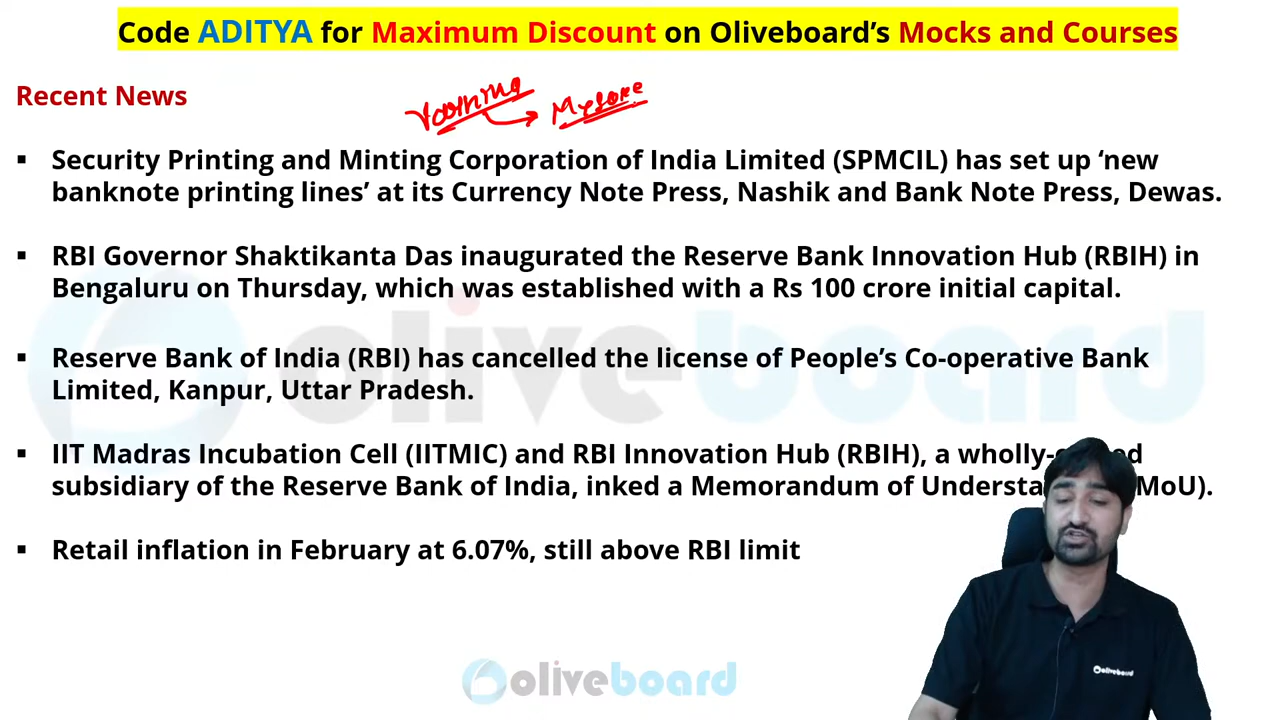 Code ADITYA for Maximum Discount on Oliveboard’s Mocks and Courses
Recent News
Mysore
▪ Security Printing and Minting Corporation of India Limited (SPMCIL) has set up ‘new
banknote printing lines’ at its Currency Note Press, Nashik and Bank Note Press, Dewas.
▪ RBI Governor Shaktikanta Das inaugurated the Reserve Bank Innovation Hub (RBIH) in
Bengaluru on Thursday, which was established with a Rs 100 crore initial capital.
▪ Reserve Bank of India (RBI) has cancelled the license of People’s Co-operative Bank
Limited, Kanpur, Uttar Pradesh.
▪ IIT Madras Incubation Cell (IITMIC) and RBI Innovation Hub (RBIH), a wholly-
subsidiary of the Reserve Bank of India, inked a Memorandum of MoU).
▪ Retail inflation in February at 6.07%, still above RBI limit
oliveboard
oliveboard
oliveboard